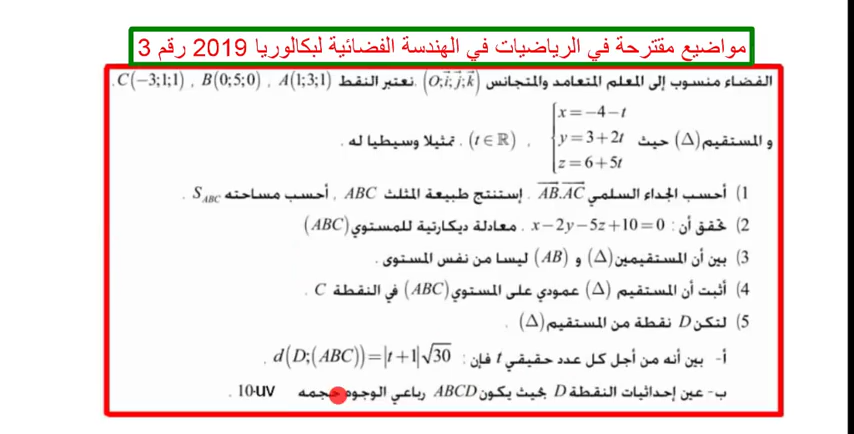 مواضيع مقترحة في الرياضيات في الهندسة الفضائية لبكالوريا 2019 رقم 3
الفضاء منسوب إلى المعلم المتعامد والمتجانس (O;i⃗;j⃗;k⃗) .نعتبر النقط A(1;3;1) , B(0;5;0) , C(−3;1;1) .
x = −4 − t
و المستقيم (Δ) حيث y = 3 + 2t , (t ∈ ℝ) . تمثيلا وسيطيا له .
z = 6 + 5t
1) أحسب الجداء السلمي AB⃗.AC⃗ . إستنتج طبيعة المثلث ABC , أحسب مساحته S_ABC .
2) تحقق أن : x − 2y − 5z + 10 = 0 . معادلة ديكارتية للمستوي (ABC)
3) بين أن المستقيمين (Δ) و (AB) ليسا من نفس المستوى .
4) أثبت أن المستقيم (Δ) عمودي على المستوي (ABC) في النقطة C .
5) لتكن D نقطة من المستقيم (Δ) .
أ- بين أنه من أجل كل عدد حقيقي t فإن : d(D;(ABC)) = |t + 1|√30 .
ب- عين إحداثيات النقطة D بحيث يكون ABCD رباعي الوجوه حجمه 10-uv .